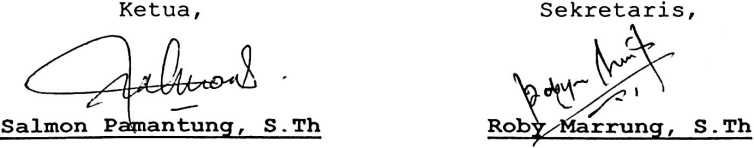 Ketua, Sekretaris,
Salmon Pamantung, S.Th Roby Marrung, S.Th